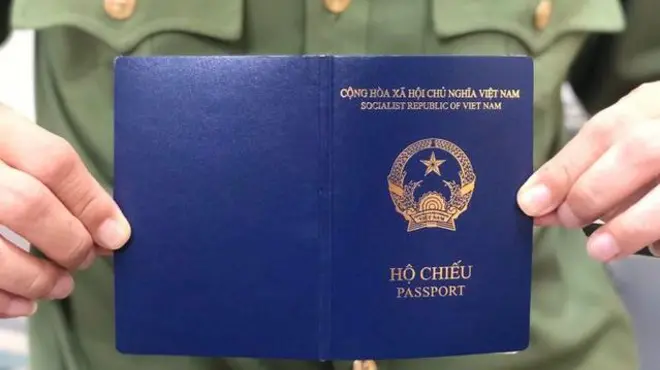 CỘNG HÒA XÃ HỘI CHỦ NGHĨA VIỆT NAM
SOCIALIST REPUBLIC OF VIET NAM
HỘ CHIẾU
PASSPORT